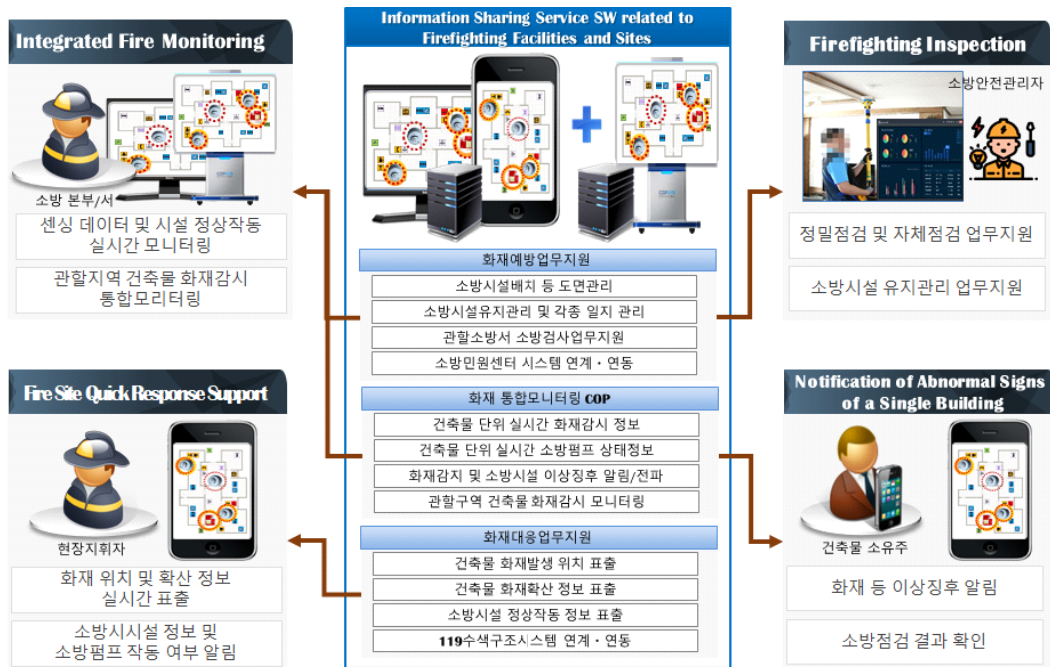 Integrated Fire Monitoring
소방 본부/서
센싱 데이터 및 시설 정상작동
실시간 모니터링
관할지역 건축물 화재감시
통합모리터링
Fire Site Quick Response Support
현장지휘자
화재 위치 및 확산 정보
실시간 표출
소방시시설 정보 및
소방펌프 작동 여부 알림
Information Sharing Service SW related to
Firefighting Facilities and Sites
화재예방업무지원
소방시설배치 등 도면관리
소방시설유지관리 및 각종 일지 관리
관할소방서 소방검사업무지원
소방민원센터 시스템 연계・연동
화재 통합모니터링 COP
건축물 단위 실시간 화재감시 정보
건축물 단위 실시간 소방펌프 상태정보
화재감지 및 소방시설 이상징후 알림/전파
관할구역 건축물 화재감시 모니터링
화재대응업무지원
건축물 화재발생 위치 표출
건축물 화재확산 정보 표출
소방시설 정상작동 정보 표출
119수색구조시스템 연계・연동
Firefighting Inspection
소방안전관리자
정밀점검 및 자체점검 업무지원
소방시설 유지관리 업무지원
Notification of Abnormal Signs
of a Single Building
건축물 소유주
화재 등 이상징후 알림
소방점검 결과 확인